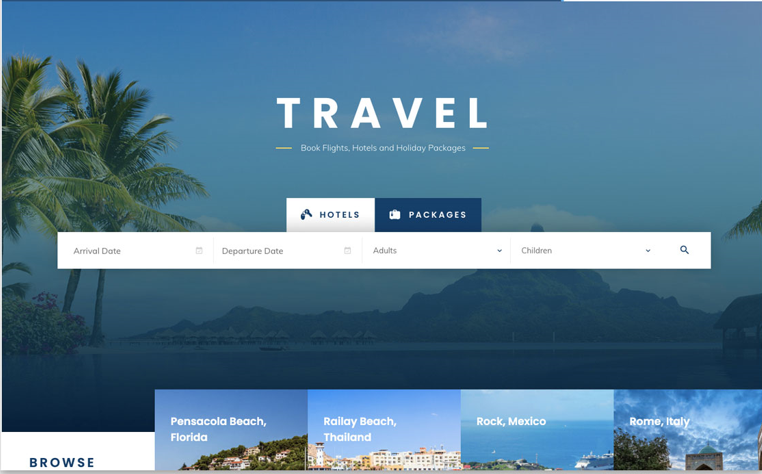 TRAVEL
Book Flights, Hotels and Holiday Packages
HOTELS
PACKAGES
Arrival Date
Departure Date
Adults
Children
Pensacola Beach,
Florida
Railay Beach,
Thailand
Rock, Mexico
Rome, Italy
BROWSE